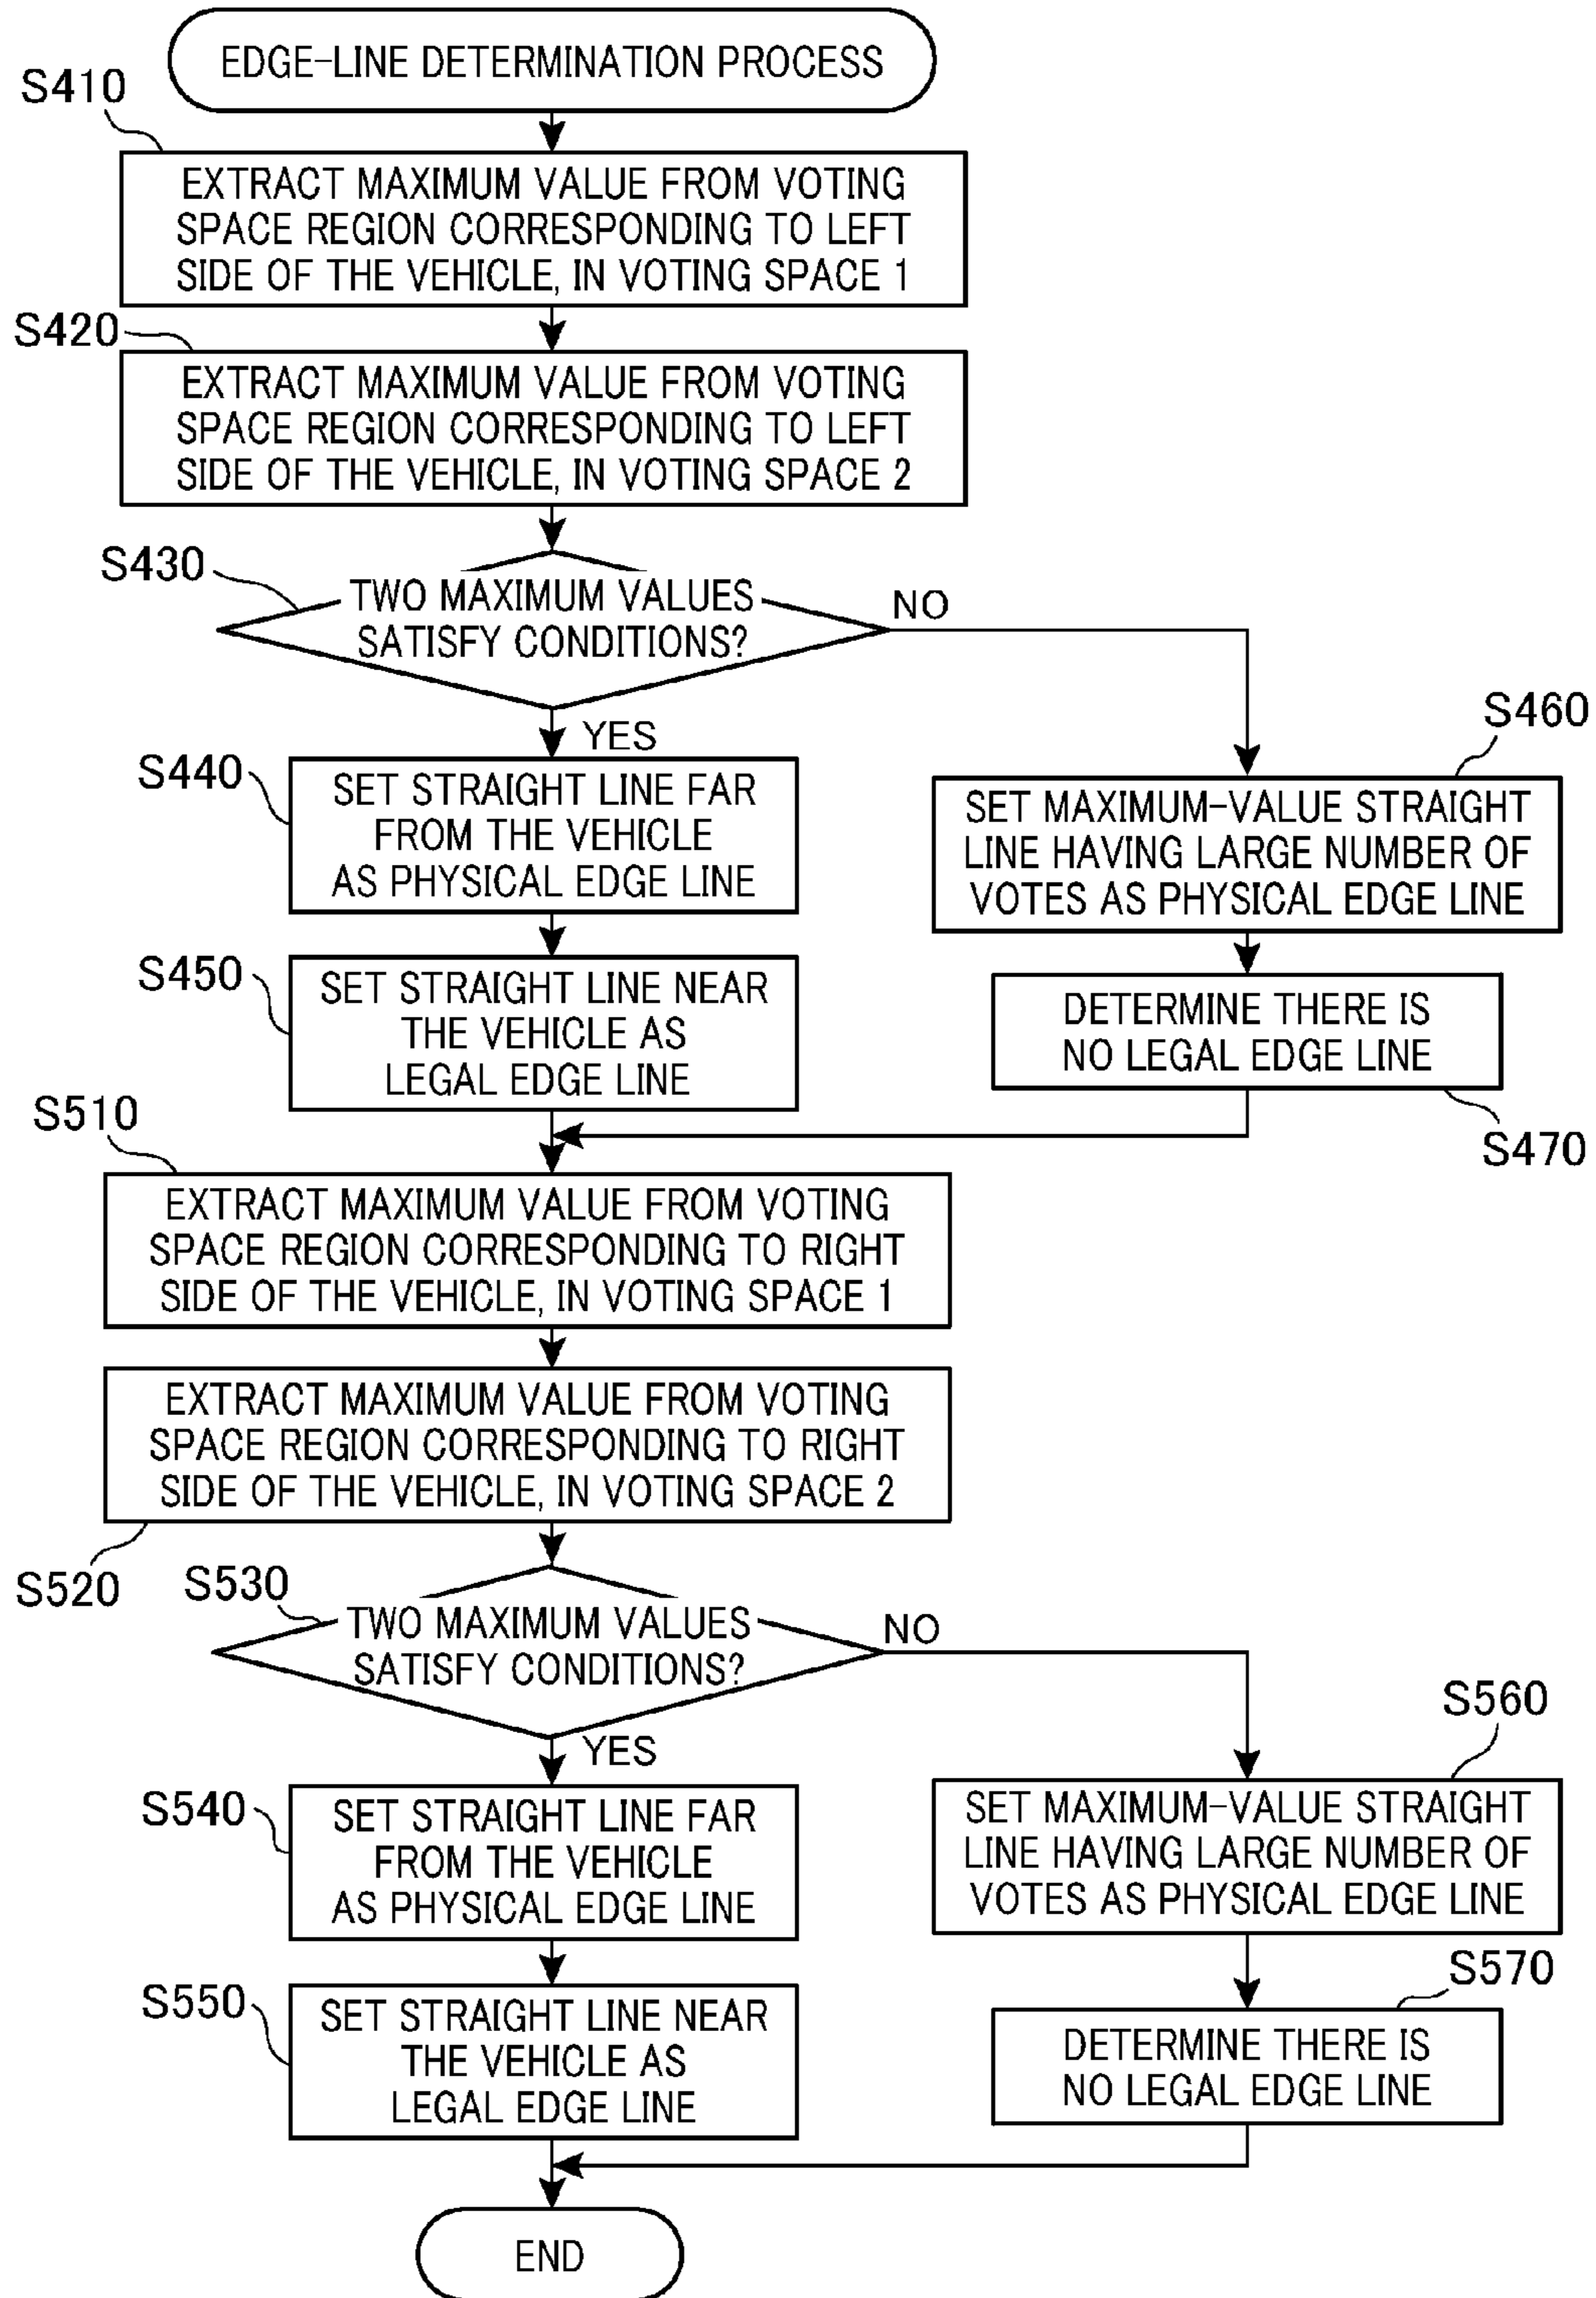 EDGE-LINE DETERMINATION PROCESS
S410
EXTRACT MAXIMUM VALUE FROM VOTING
SPACE REGION CORRESPONDING TO LEFT
SIDE OF THE VEHICLE, IN VOTING SPACE 1
S420
EXTRACT MAXIMUM VALUE FROM VOTING
SPACE REGION CORRESPONDING TO LEFT
SIDE OF THE VEHICLE, IN VOTING SPACE 2
S430
TWO MAXIMUM VALUES
SATISFY CONDITIONS?
NO
YES
S440
SET STRAIGHT LINE FAR
FROM THE VEHICLE
AS PHYSICAL EDGE LINE
S460
SET MAXIMUM-VALUE STRAIGHT
LINE HAVING LARGE NUMBER OF
VOTES AS PHYSICAL EDGE LINE
S450
SET STRAIGHT LINE NEAR
THE VEHICLE AS
LEGAL EDGE LINE
DETERMINE THERE IS
NO LEGAL EDGE LINE
S470
S510
EXTRACT MAXIMUM VALUE FROM VOTING
SPACE REGION CORRESPONDING TO RIGHT
SIDE OF THE VEHICLE, IN VOTING SPACE 1
EXTRACT MAXIMUM VALUE FROM VOTING
SPACE REGION CORRESPONDING TO RIGHT
SIDE OF THE VEHICLE, IN VOTING SPACE 2
S520
S530
TWO MAXIMUM VALUES
SATISFY CONDITIONS?
NO
YES
S540
SET STRAIGHT LINE FAR
FROM THE VEHICLE
AS PHYSICAL EDGE LINE
S560
SET MAXIMUM-VALUE STRAIGHT
LINE HAVING LARGE NUMBER OF
VOTES AS PHYSICAL EDGE LINE
S550
SET STRAIGHT LINE NEAR
THE VEHICLE AS
LEGAL EDGE LINE
S570
DETERMINE THERE IS
NO LEGAL EDGE LINE
END